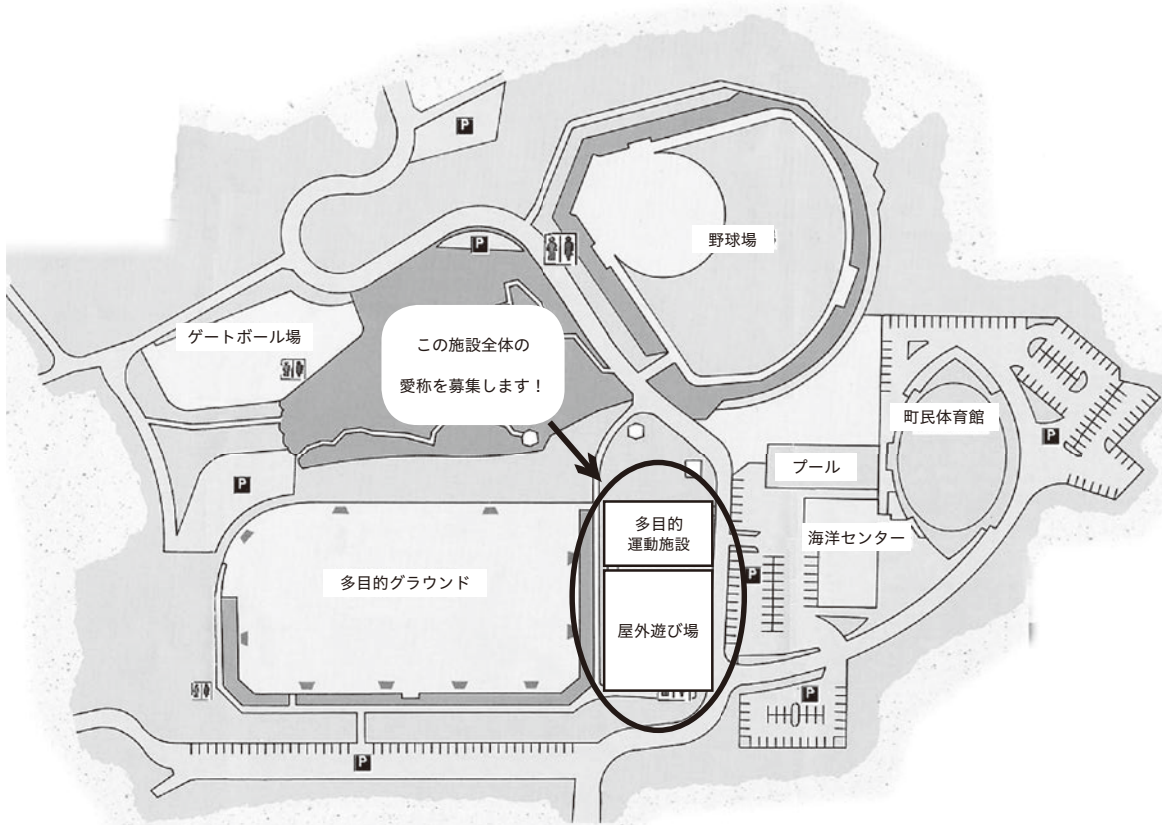 P
野球場
P
ゲートボール場
この施設全体の
愛称を募集します！
町民体育館
P
プール
P
多目的
運動施設
海洋センター
多目的グラウンド
P
屋外遊び場
P
P